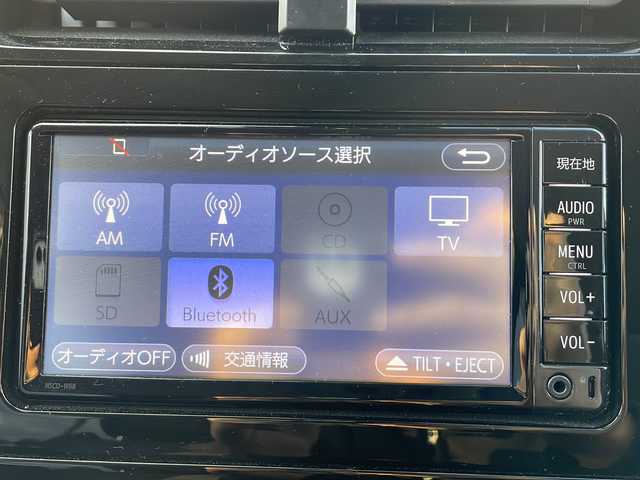 オーディオソース選択
AM
FM
CD
TV
SD
Bluetooth
AUX
オーディオOFF
交通情報
TILT・EJECT
現在地
AUDIO
PWR
MENU
CTRL
VOL+
VOL-